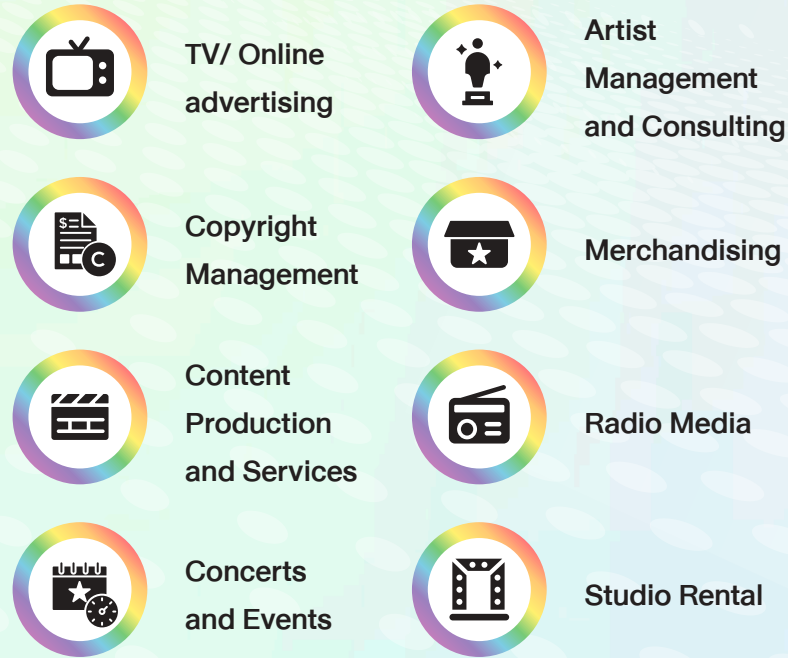 TV/ Online
advertising
Artist
Management
and Consulting
$=
C
Copyright
Management
Merchandising
Content
Production
and Services
Radio Media
Concerts
and Events
Studio Rental